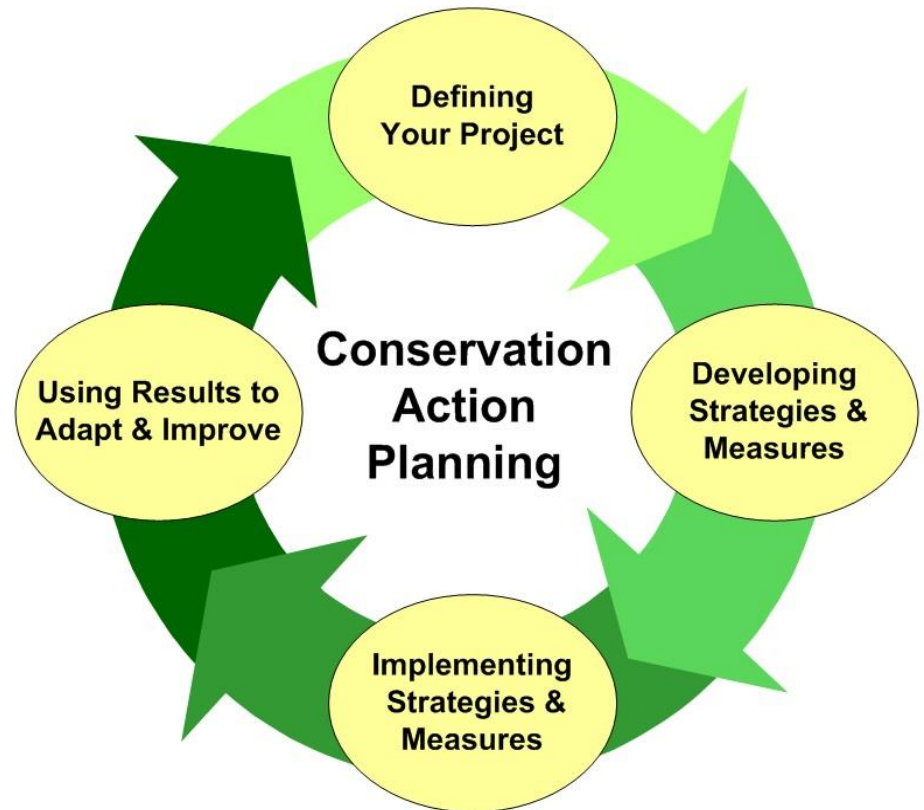 Defining
Your Project
Conservation
Action
Planning
Developing
Strategies &
Measures
Using Results to
Adapt & Improve
Implementing
Strategies &
Measures